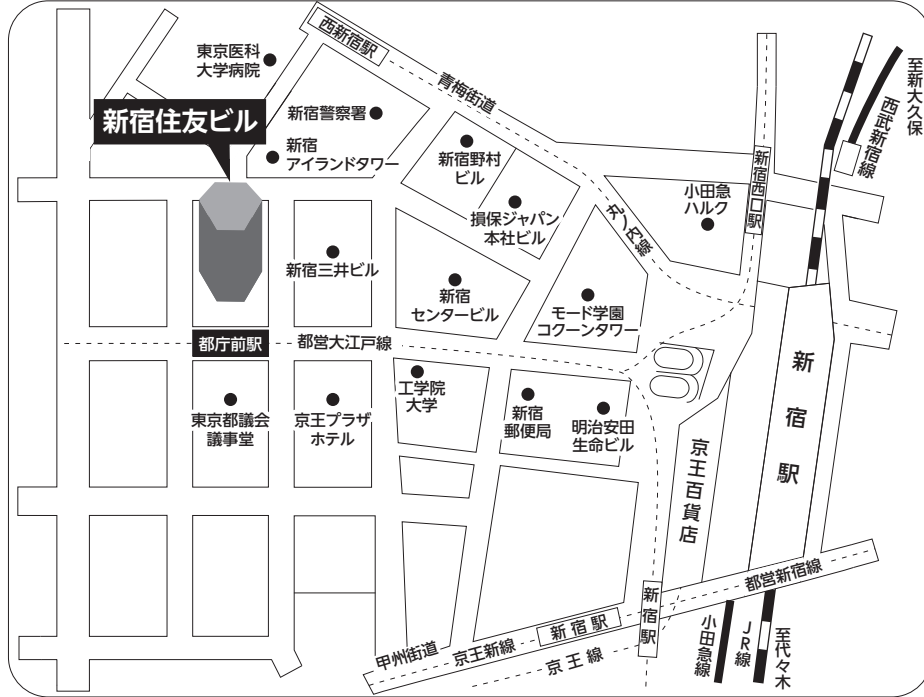 西新宿駅
東京医科
大学病院
青梅街道
至新大久保
西武新宿線
新宿警察署
新宿住友ビル
新宿
アイランドタワー
新宿野村
ビル
新宿西口駅
小田急
ハルク
損保ジャパン
本社ビル
丸ノ内線
新宿三井ビル
新宿
センタービル
モード学園
コクーンタワー
都庁前駅
都営大江戸線
新宿駅
工学院
大学
東京都議会
議事堂
京王プラザ
ホテル
新宿
郵便局
明治安田
生命ビル
京王百貨店
都営新宿線
新宿駅
新宿駅
甲州街道
京王新線
京王線
小田急線
JR線
至代々木